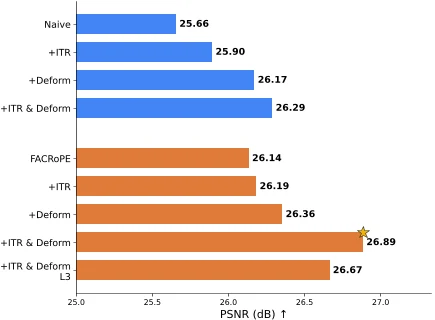 Naive 25.66
+ITR 25.90
+Deform 26.17
+ITR & Deform 26.29
FACRoPE 26.14
+ITR 26.19
+Deform 26.36
+ITR & Deform 26.89
+ITR & Deform
L3 26.67
25.0 25.5 26.0 26.5 27.0
PSNR (dB) ↑